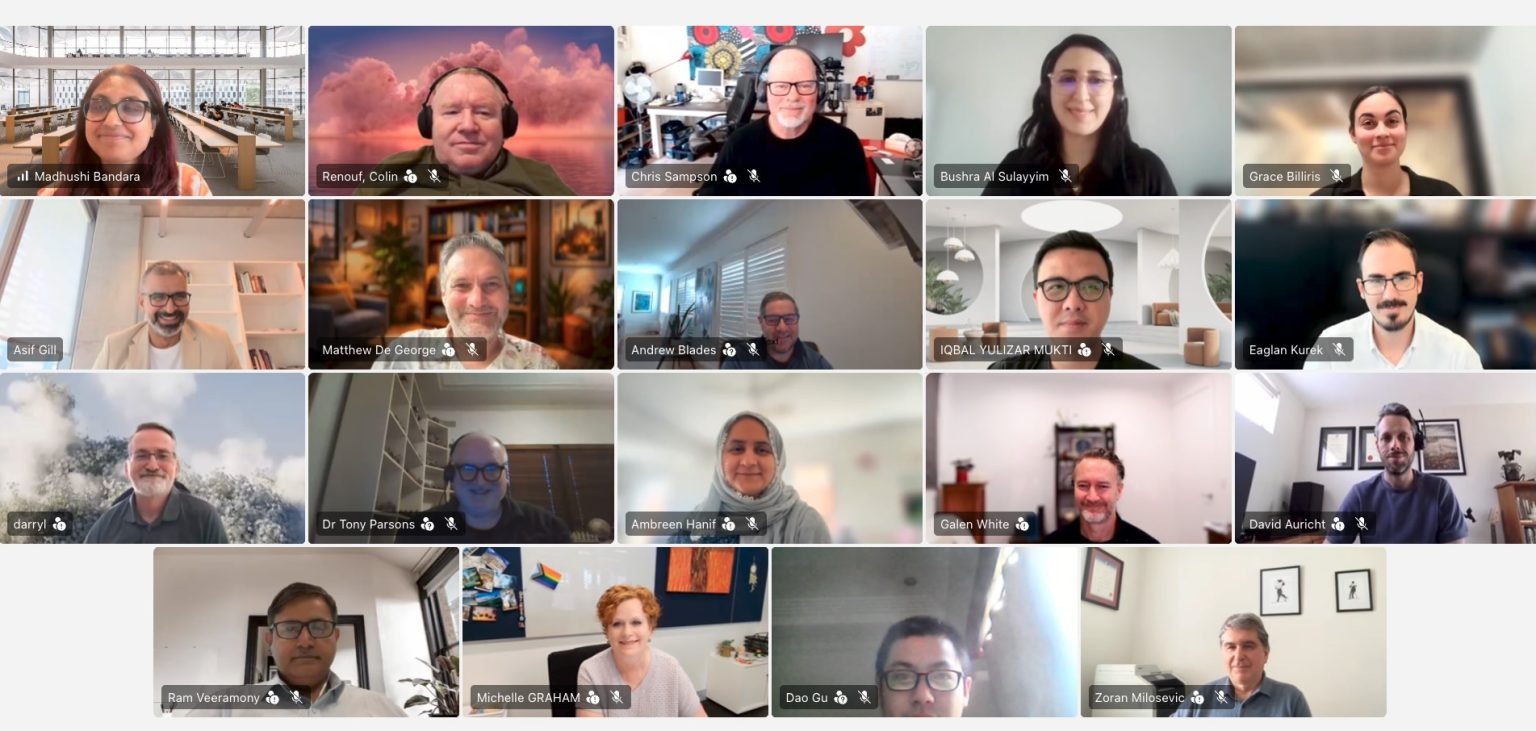 Madhushi Bandara
Renouf, Colin
Chris Sampson
Bushra Al Sulayyim
Grace Billiris
Asif Gill
Matthew De George
Andrew Blades
IQBAL YULIZAR MUKTI
Eaglan Kurek
darryl
Dr Tony Parsons
Ambreen Hanif
Galen White
David Auricht
Ram Veeramony
Michelle GRAHAM
Dao Gu
Zoran Milosevic